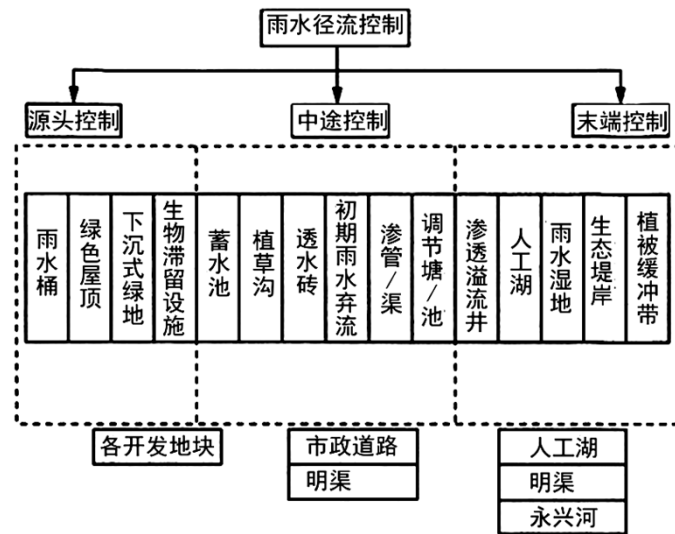 雨水径流控制
源头控制
中途控制
末端控制
雨水桶
绿色屋顶
下沉式绿地
生物滞留设施
蓄水池
植草沟
透水砖
初期雨水弃流
渗管/渠
调节塘/池
渗透溢流井
人工湖
雨水湿地
生态堤岸
植被缓冲带
各开发地块
市政道路
明渠
人工湖
明渠
永兴河